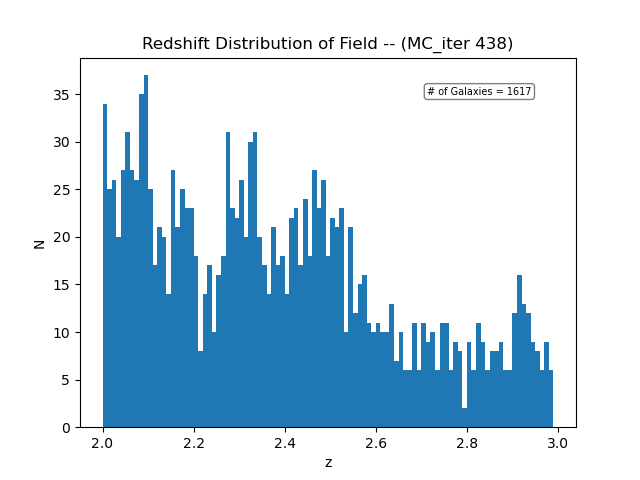 Redshift Distribution of Field -- (MC_iter 438)
# of Galaxies = 1617
35
30
25
20
15
10
5
0
N
2.0 2.2 2.4 2.6 2.8 3.0
z